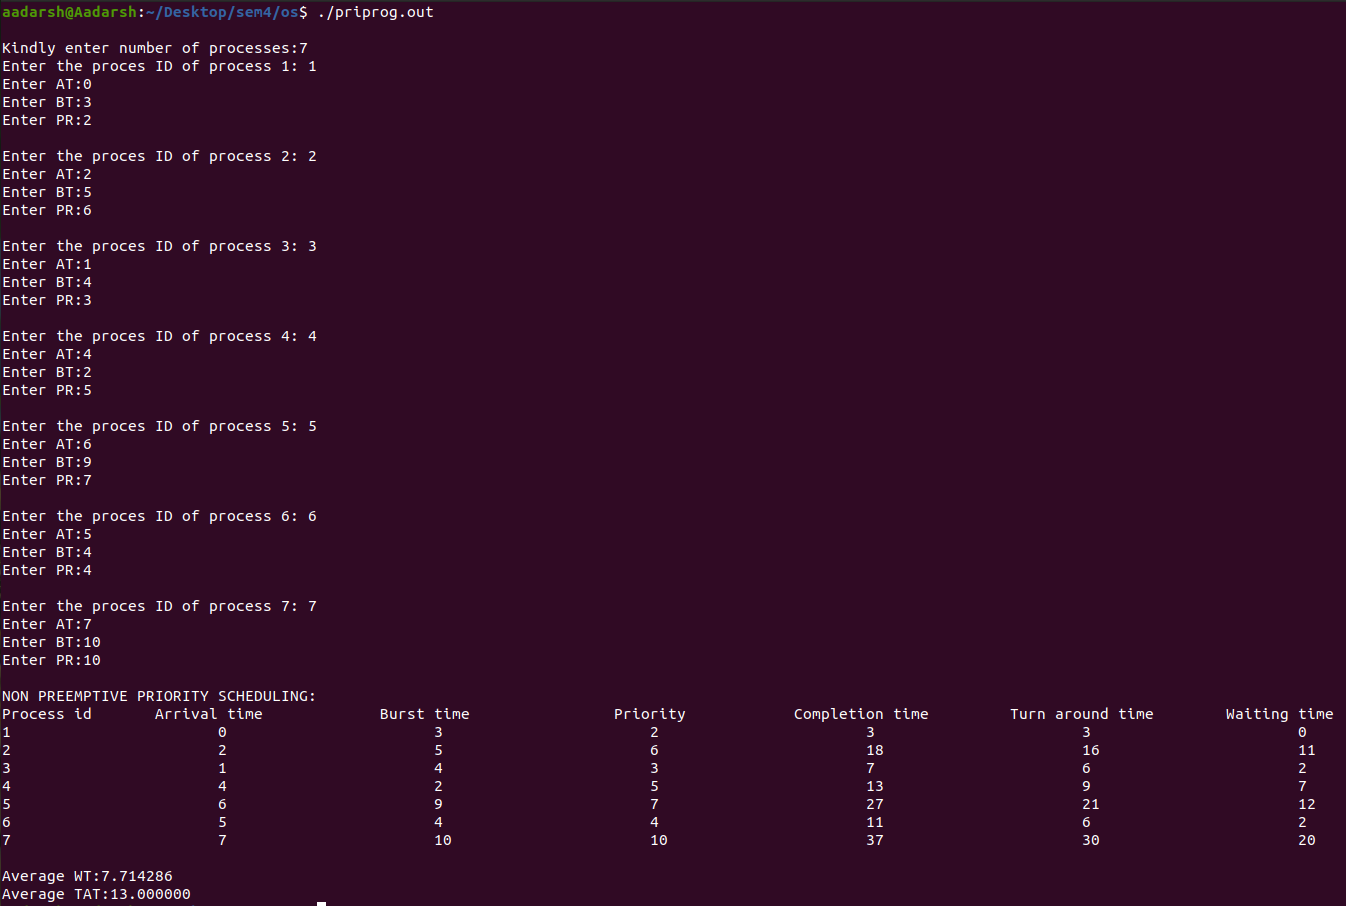 aadarsh@Aadarsh:~/Desktop/sem4/os$ ./priprog.out
Kindly enter number of processes:7
Enter the proces ID of process 1: 1
Enter AT:0
Enter BT:3
Enter PR:2
Enter the proces ID of process 2: 2
Enter AT:2
Enter BT:5
Enter PR:6
Enter the proces ID of process 3: 3
Enter AT:1
Enter BT:4
Enter PR:3
Enter the proces ID of process 4: 4
Enter AT:4
Enter BT:2
Enter PR:5
Enter the proces ID of process 5: 5
Enter AT:6
Enter BT:9
Enter PR:7
Enter the proces ID of process 6: 6
Enter AT:5
Enter BT:4
Enter PR:4
Enter the proces ID of process 7: 7
Enter AT:7
Enter BT:10
Enter PR:10
NON PREEMPTIVE PRIORITY SCHEDULING:
Process id Arrival time Burst time Priority Completion time Turn around time Waiting time
1 0 3 2 3 3 0
2 2 5 6 18 16 11
3 1 4 3 7 6 2
4 4 2 5 13 9 7
5 6 9 7 27 21 12
6 5 4 4 11 6 2
7 7 10 10 37 30 20
Average WT:7.714286
Average TAT:13.000000